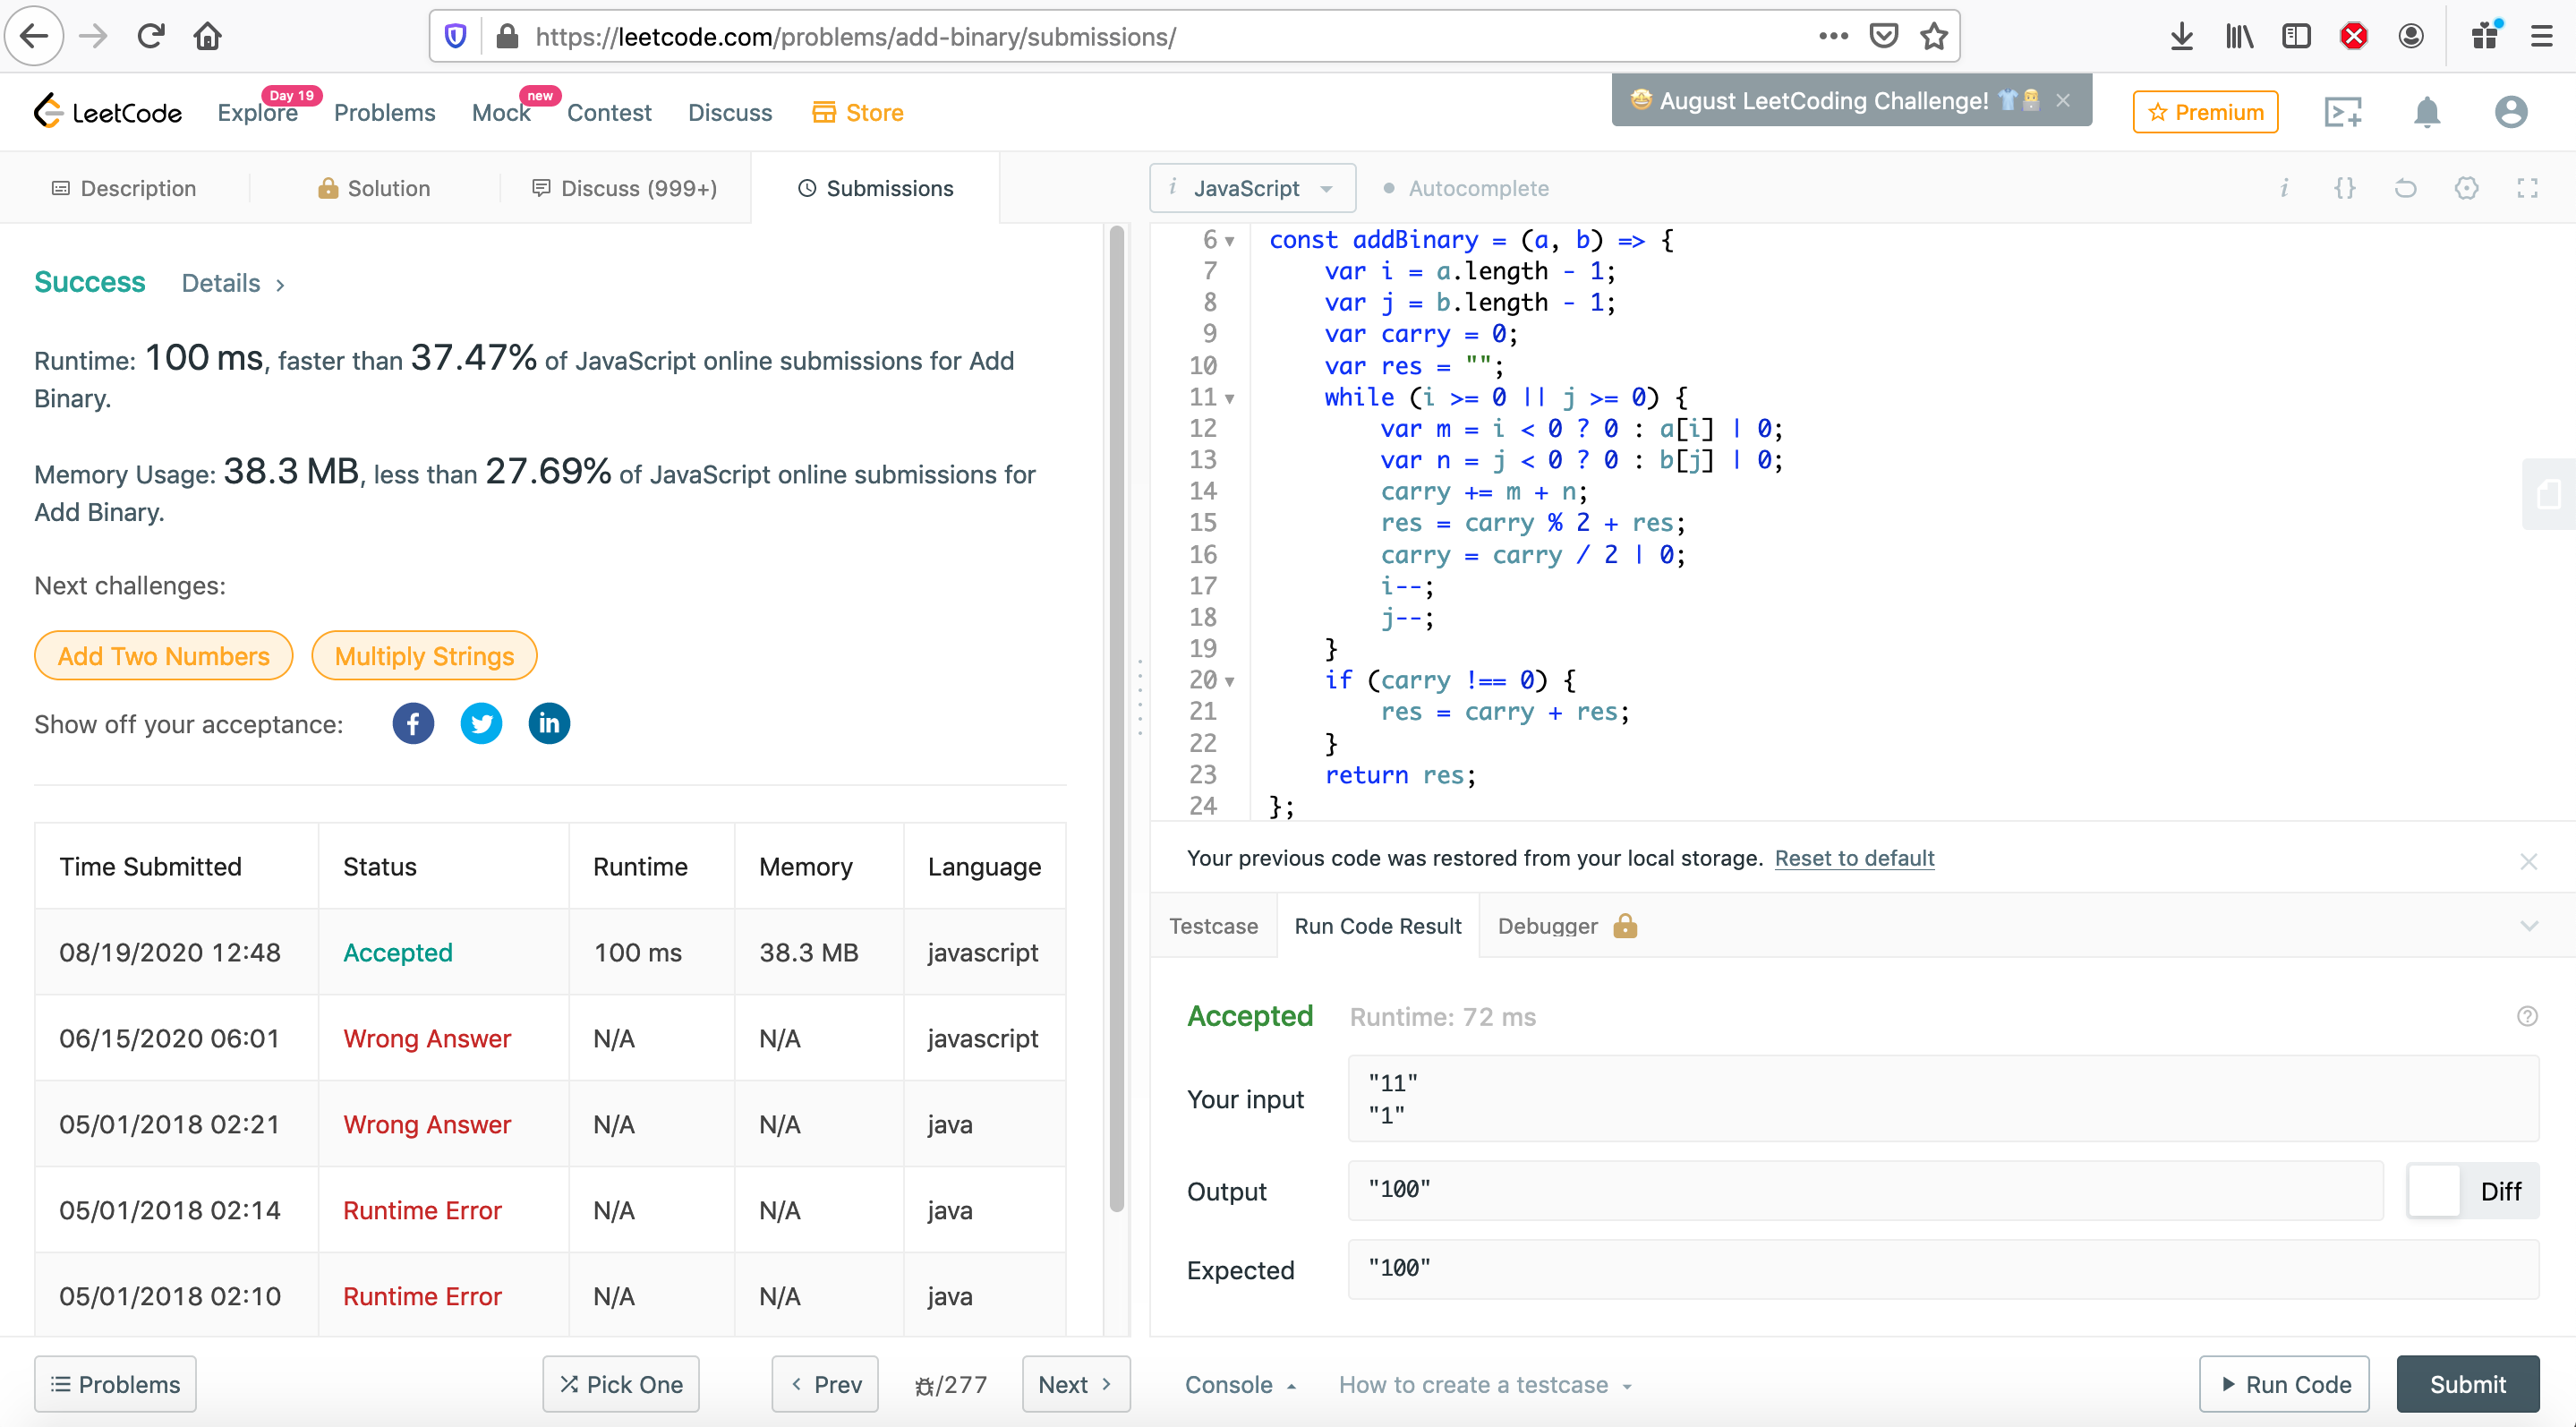 https://leetcode.com/problems/add-binary/submissions/
LeetCode
Explore
Day 19
Problems
Mock
new
Contest
Discuss
Store
August LeetCoding Challenge!
Premium
Description
Solution
Discuss (999+)
Submissions
JavaScript
Autocomplete
Success
Details
Runtime: 100 ms, faster than 37.47% of JavaScript online submissions for Add
Binary.
Memory Usage: 38.3 MB, less than 27.69% of JavaScript online submissions for
Add Binary.
Next challenges:
Add Two Numbers
Multiply Strings
Show off your acceptance:
Time Submitted Status Runtime Memory Language
08/19/2020 12:48 Accepted 100 ms 38.3 MB javascript
06/15/2020 06:01 Wrong Answer N/A N/A javascript
05/01/2018 02:21 Wrong Answer N/A N/A java
05/01/2018 02:14 Runtime Error N/A N/A java
05/01/2018 02:10 Runtime Error N/A N/A java
6 const addBinary = (a, b) => {
7 var i = a.length - 1;
8 var j = b.length - 1;
9 var carry = 0;
10 var res = "";
11 while (i >= 0 || j >= 0) {
12 var m = i < 0 ? 0 : a[i] | 0;
13 var n = j < 0 ? 0 : b[j] | 0;
14 carry += m + n;
15 res = carry % 2 + res;
16 carry = carry / 2 | 0;
17 i--;
18 j--;
19 }
20 if (carry !== 0) {
21 res = carry + res;
22 }
23 return res;
24 };
Your previous code was restored from your local storage. Reset to default
Testcase
Run Code Result
Debugger
Accepted
Runtime: 72 ms
Your input
"11"
"1"
Output
"100"
Diff
Expected
"100"
Problems
Pick One
Prev
/277
Next
Console
How to create a testcase
Run Code
Submit